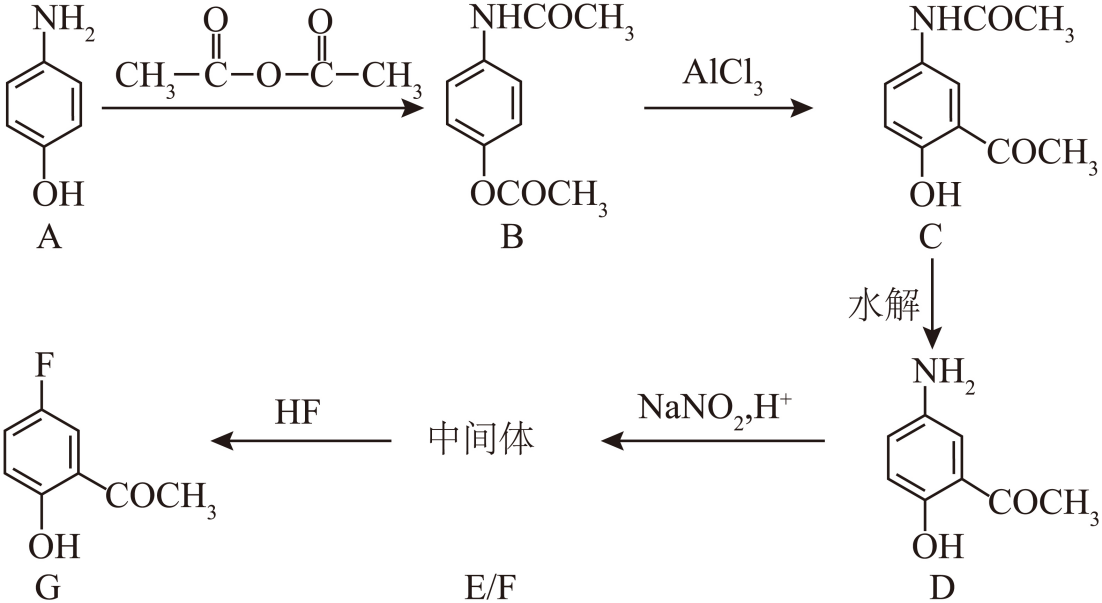 NH₂
OH
A
CH₃—C—O—C—CH₃
O
O
NHCOCH₃
OCOCH₃
B
AlCl₃
NHCOCH₃
COCH₃
OH
C
水解
NH₂
COCH₃
OH
D
NaNO₂,H⁺
中间体
E/F
HF
F
COCH₃
OH
G